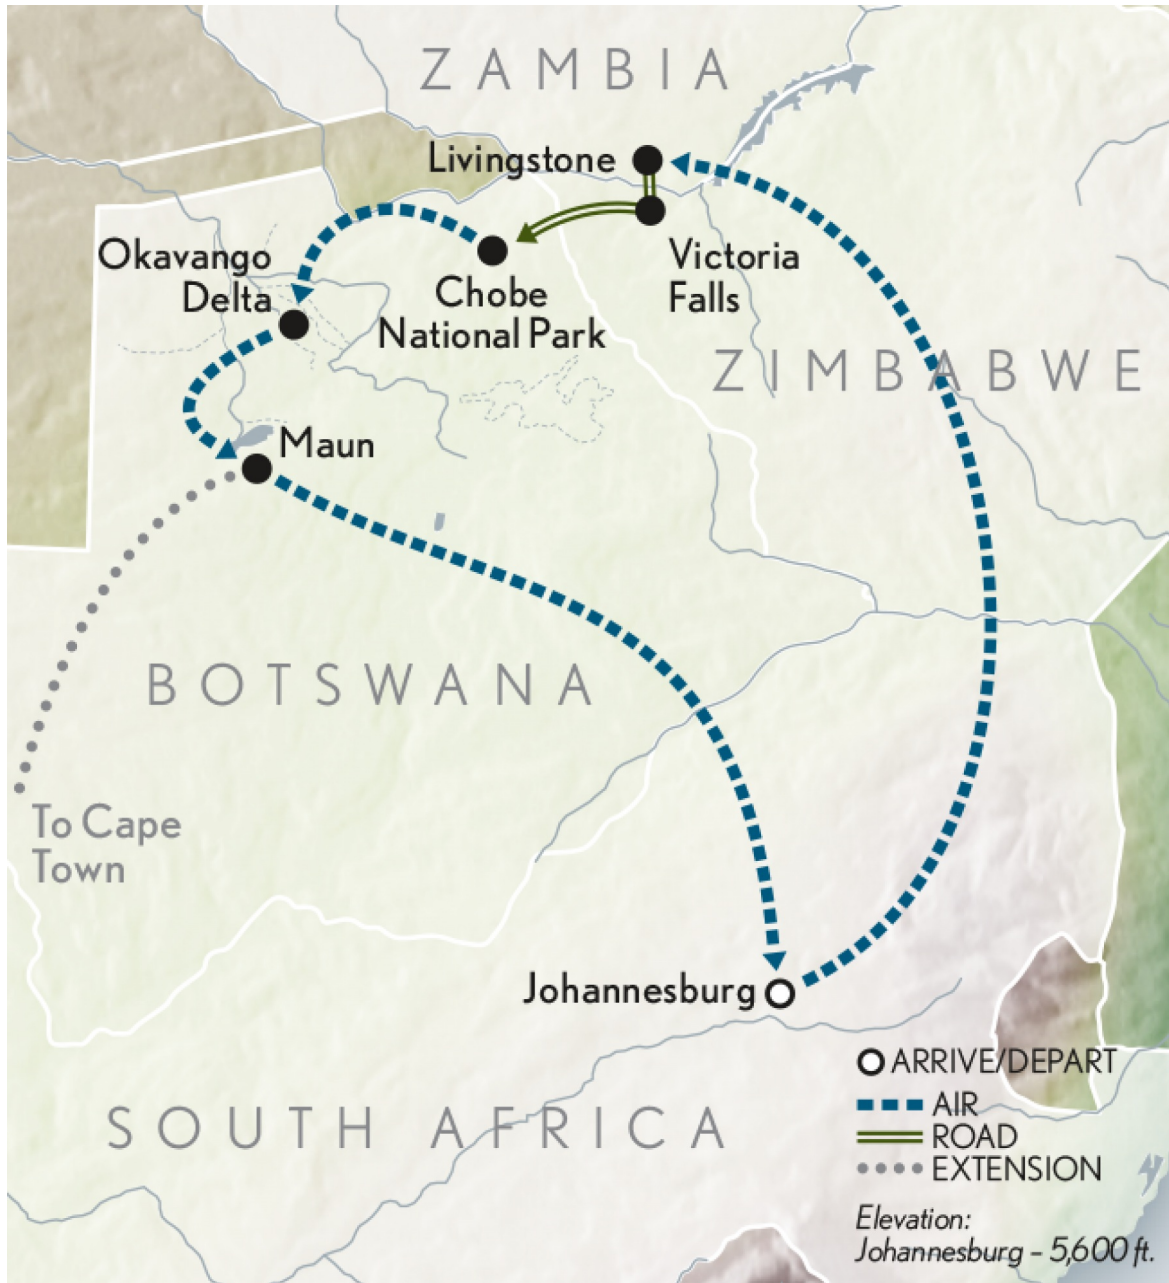 ZAMBIA
Livingstone
Okavango
Delta
Victoria
Falls
Chobe
National Park
ZIMBABWE
Maun
BOTSWANA
To Cape
Town
Johannesburg
SOUTH AFRICA
ARRIVE/DEPART
AIR
ROAD
EXTENSION
Elevation:
Johannesburg – 5,600 ft.